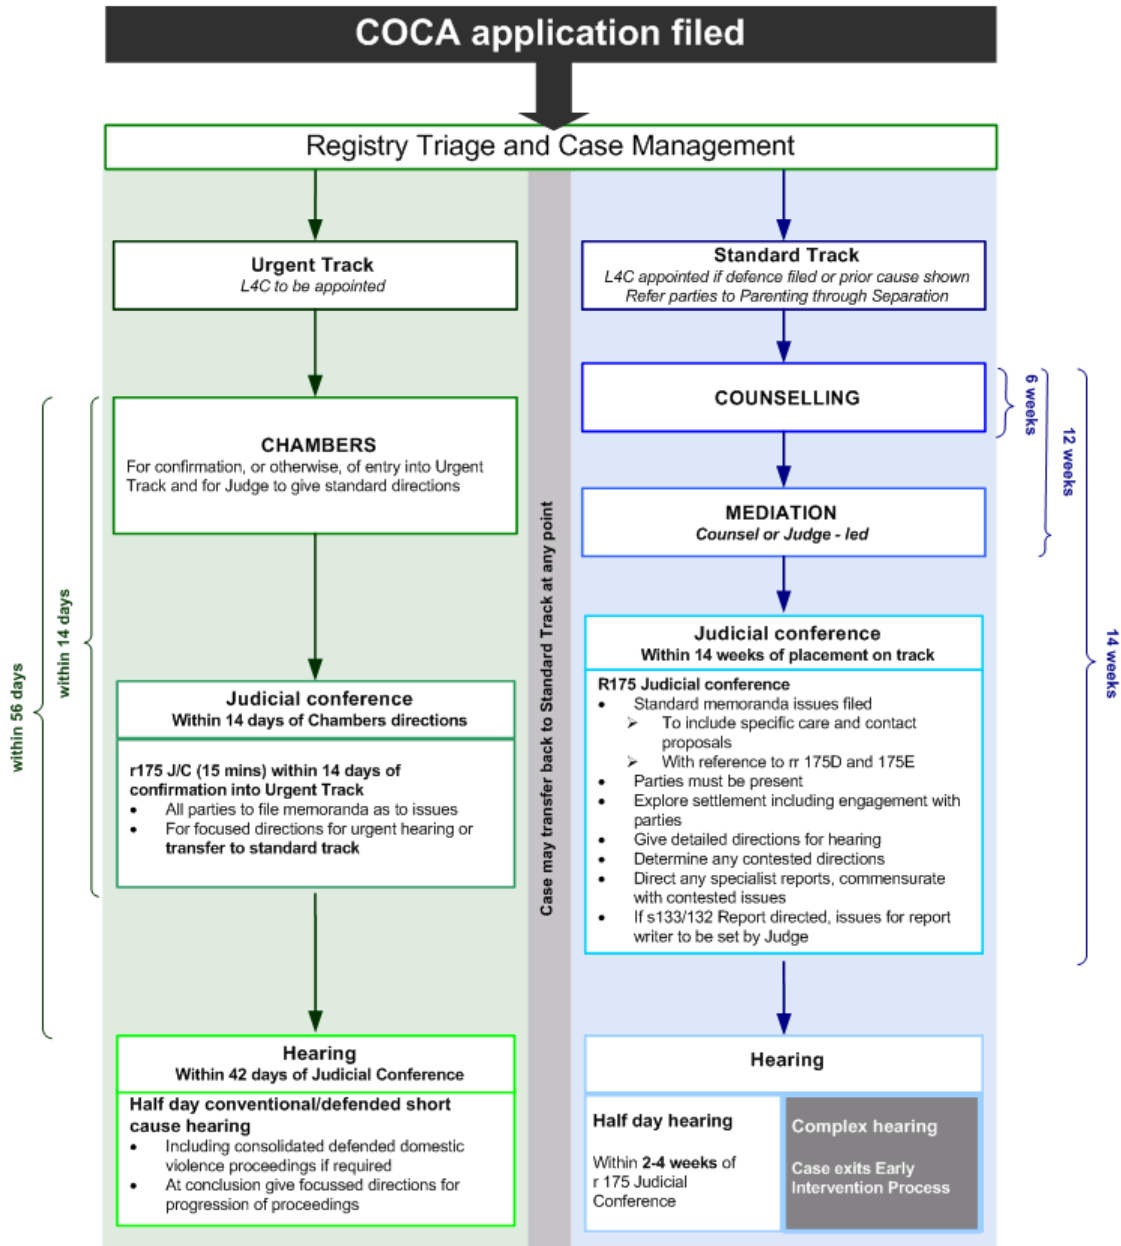 COCA application filed
Registry Triage and Case Management
Urgent Track
L4C to be appointed
CHAMBERS
For confirmation, or otherwise, of entry into Urgent
Track and for Judge to give standard directions
Judicial conference
Within 14 days of Chambers directions
r175 J/C (15 mins) within 14 days of
confirmation into Urgent Track
• All parties to file memoranda as to issues
• For focused directions for urgent hearing or
transfer to standard track
Hearing
Within 42 days of Judicial Conference
Half day conventional/defended short
cause hearing
• Including consolidated defended domestic
violence proceedings if required
• At conclusion give focussed directions for
progression of proceedings
within 56 days
within 14 days
Case may transfer back to Standard Track at any point
Standard Track
L4C appointed if defence filed or prior cause shown
Refer parties to Parenting through Separation
COUNSELLING
MEDIATION
Counsel or Judge - led
Judicial conference
Within 14 weeks of placement on track
R175 Judicial conference
• Standard memoranda issues filed
➢ To include specific care and contact
proposals
➢ With reference to rr 175D and 175E
• Parties must be present
• Explore settlement including engagement with
parties
• Give detailed directions for hearing
• Determine any contested directions
• Direct any specialist reports, commensurate
with contested issues
• If s133/132 Report directed, issues for report
writer to be set by Judge
Hearing
Half day hearing
Within 2-4 weeks of
r 175 Judicial
Conference
Complex hearing
Case exits Early
Intervention Process
6 weeks
12 weeks
14 weeks